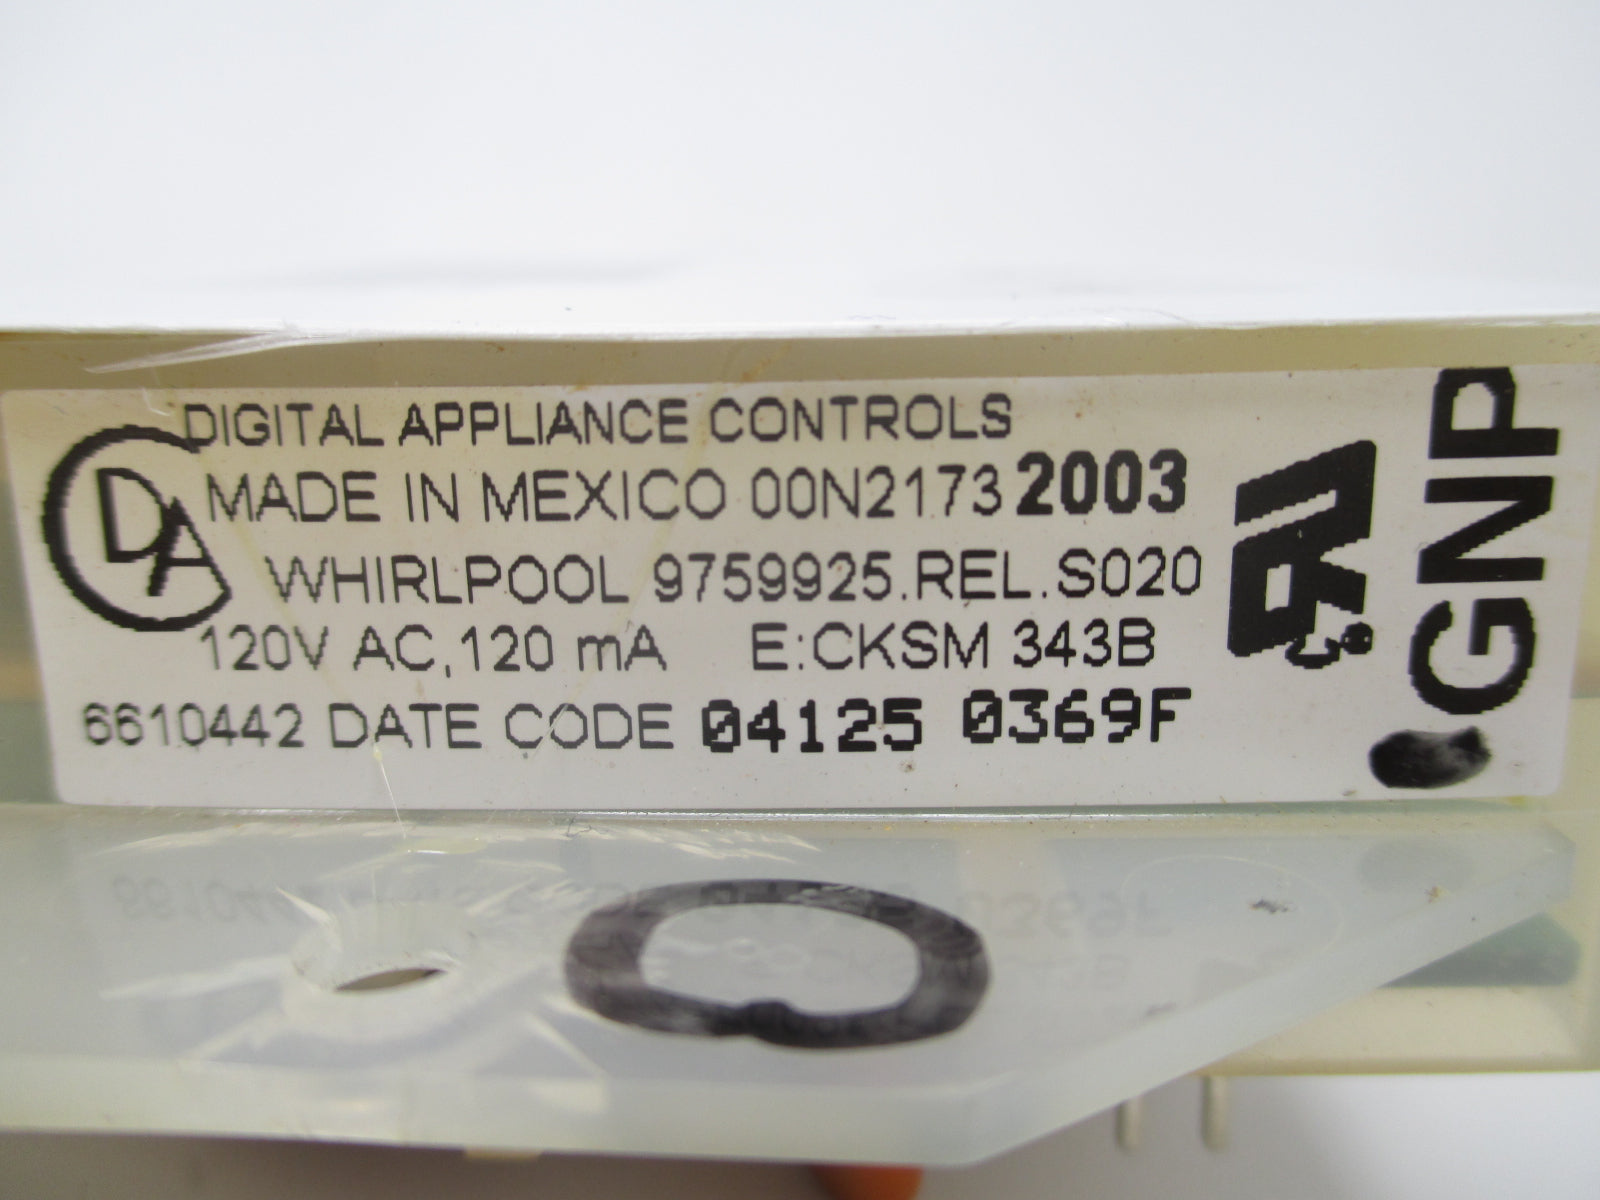 DIGITAL APPLIANCE CONTROLS
DA
MADE IN MEXICO 00N2173 2003
WHIRLPOOL 9759925.REL.S020
120V AC,120 mA E:CKSM 343B
6610442 DATE CODE 04125 0369F
GNP